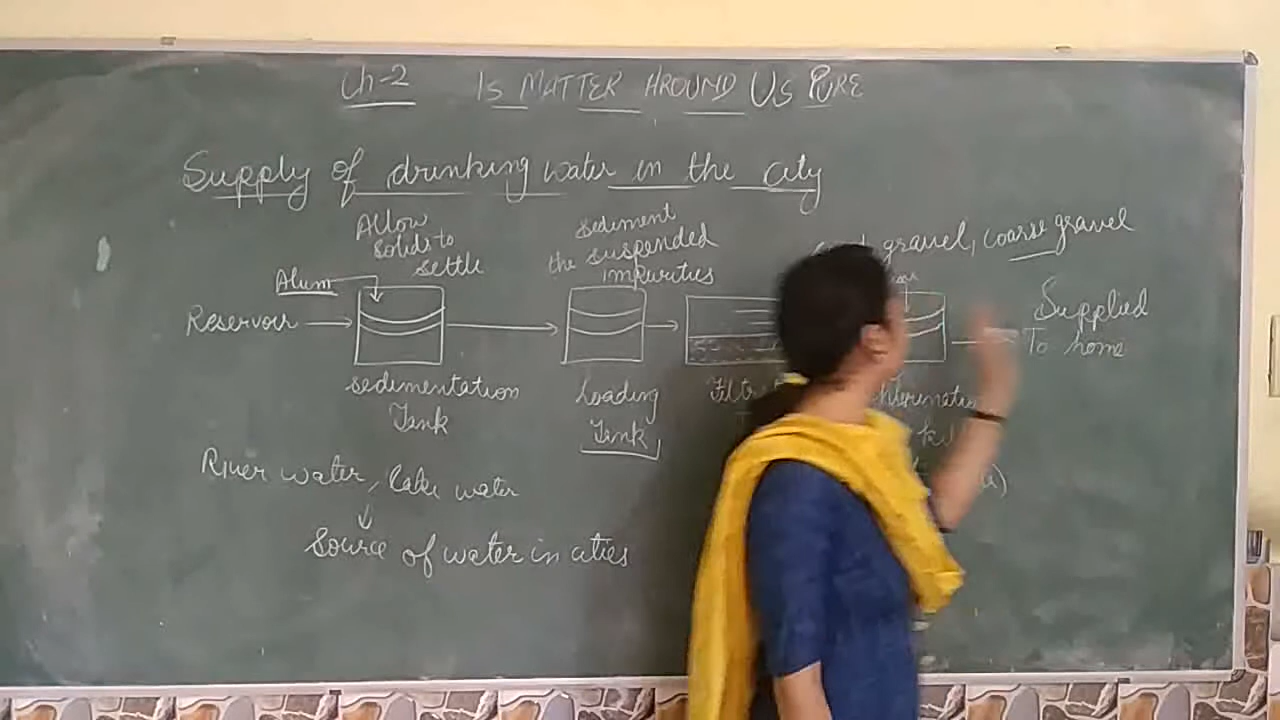 Ch-2 IS MATTER AROUND US PURE
Supply of drinking water in the city
Allow
solids to
settle
Sediment
the suspended
impurities
gravel, coarse gravel
Alum
Reservoir
Supplied
To home
sedimentation
Tank
Loading
Tank
River water, lake water
Source of water in cities